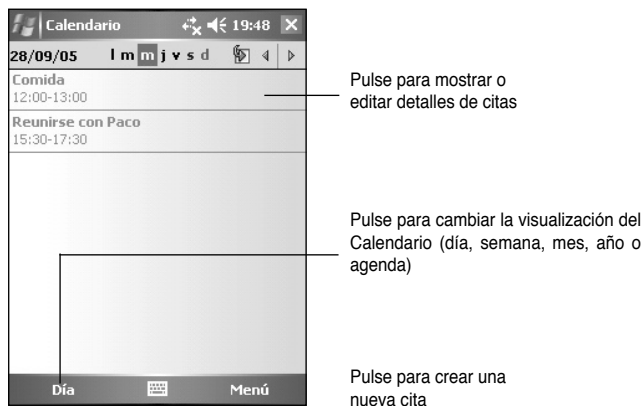 Calendario 19:48
28/09/05 l m m j v s d
Comida
12:00-13:00
Reunirse con Paco
15:30-17:30
Día Menú
Pulse para mostrar o
editar detalles de citas
Pulse para cambiar la visualización del
Calendario (día, semana, mes, año o
agenda)
Pulse para crear una
nueva cita